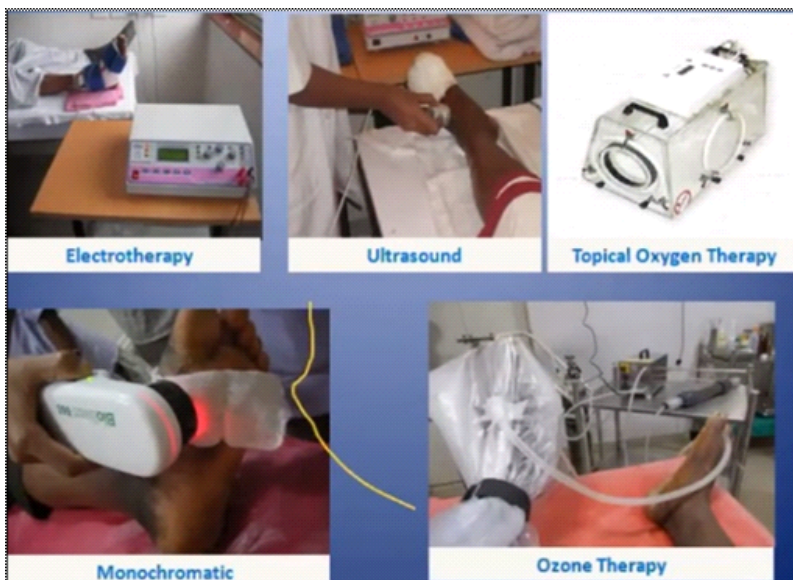 Electrotherapy
Ultrasound
Topical Oxygen Therapy
Monochromatic
Ozone Therapy